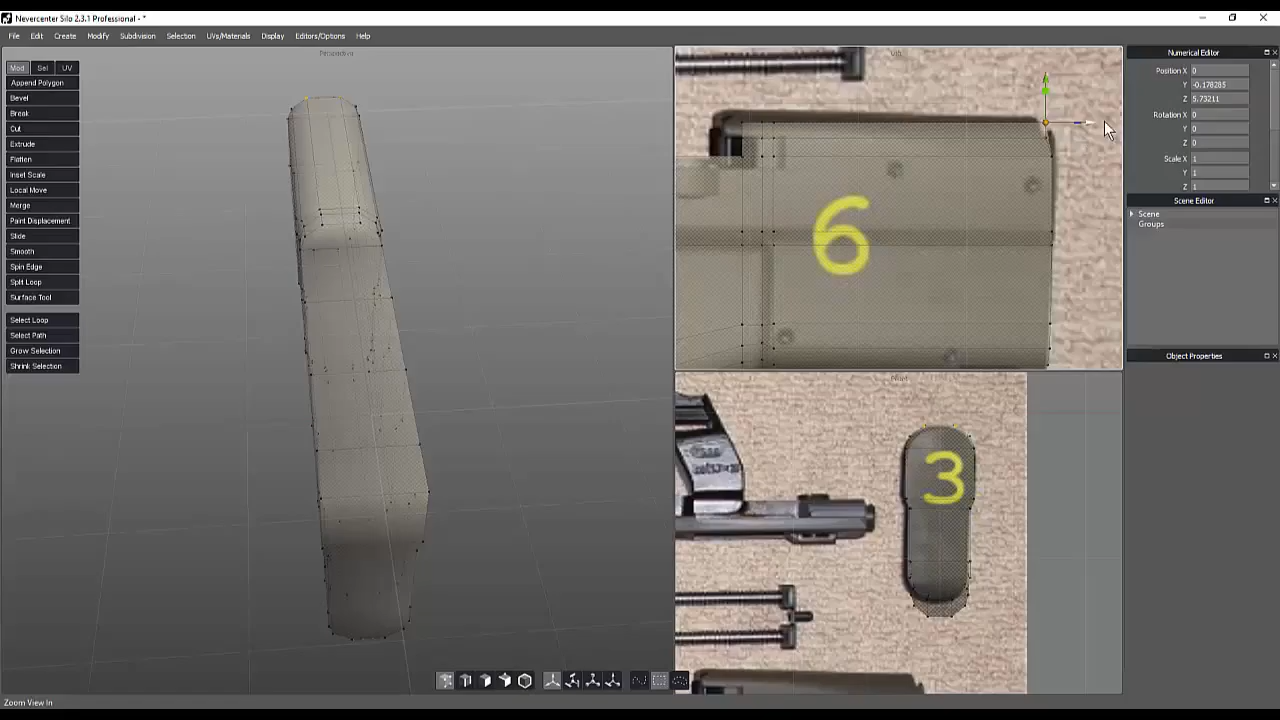 Nevercenter Silo 2.3.1 Professional - *
File Edit Create Modify Subdivision Selection UVs/Materials Display Editors/Options Help
Perspective
Mod Sel UV
Append Polygon
Bevel
Break
Cut
Extrude
Flatten
Inset Scale
Local Move
Merge
Paint Displacement
Slide
Smooth
Spin Edge
Split Loop
Surface Tool
Select Loop
Select Path
Grow Selection
Shrink Selection
6
3
Numerical Editor
Position X 0
Y -0.178285
Z 5.73211
Rotation X 0
Y 0
Z 0
Scale X 1
Y 1
Z 1
Scene Editor
Scene
Groups
Object Properties
Zoom View In